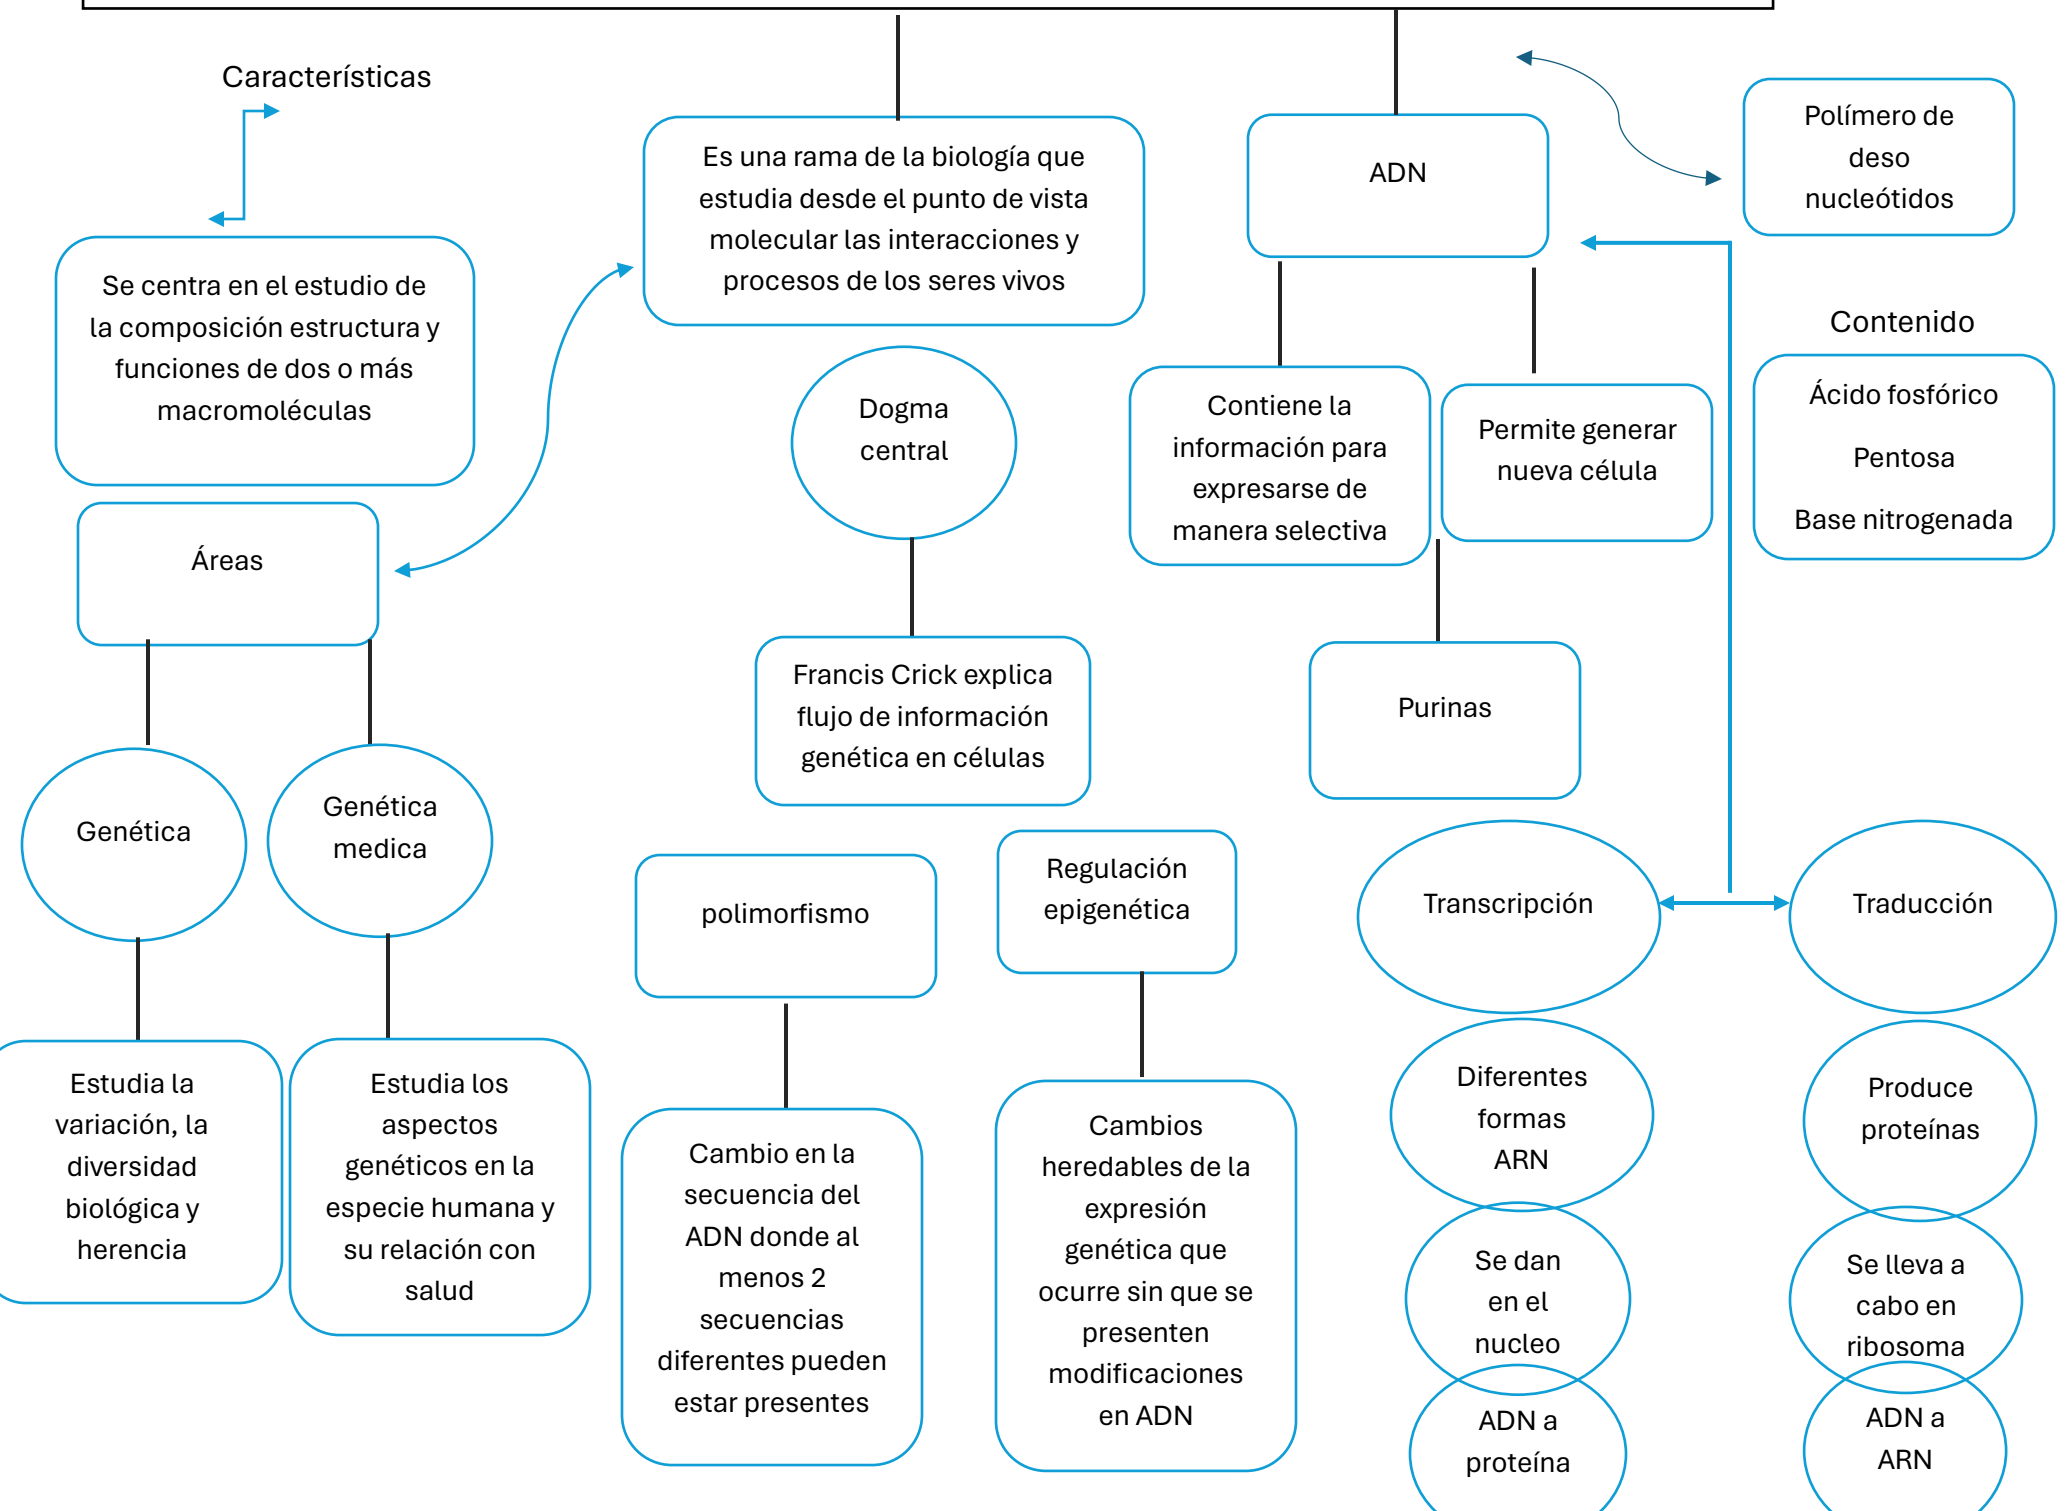 Características
Se centra en el estudio de
la composición estructura y
funciones de dos o más
macromoléculas
Es una rama de la biología que
estudia desde el punto de vista
molecular las interacciones y
procesos de los seres vivos
ADN
Polímero de
deso
nucleótidos
Contenido
Ácido fosfórico
Pentosa
Base nitrogenada
Dogma
central
Contiene la
información para
expresarse de
manera selectiva
Permite generar
nueva célula
Áreas
Francis Crick explica
flujo de información
genética en células
Purinas
Genética
Genética
medica
polimorfismo
Regulación
epigenética
Transcripción
Traducción
Estudia la
variación, la
diversidad
biológica y
herencia
Estudia los
aspectos
genéticos en la
especie humana y
su relación con
salud
Cambio en la
secuencia del
ADN donde al
menos 2
secuencias
diferentes pueden
estar presentes
Cambios
heredables de la
expresión
genética que
ocurre sin que se
presenten
modificaciones
en ADN
Diferentes
formas
ARN
Se dan
en el
nucleo
ADN a
proteína
Produce
proteínas
Se lleva a
cabo en
ribosoma
ADN a
ARN